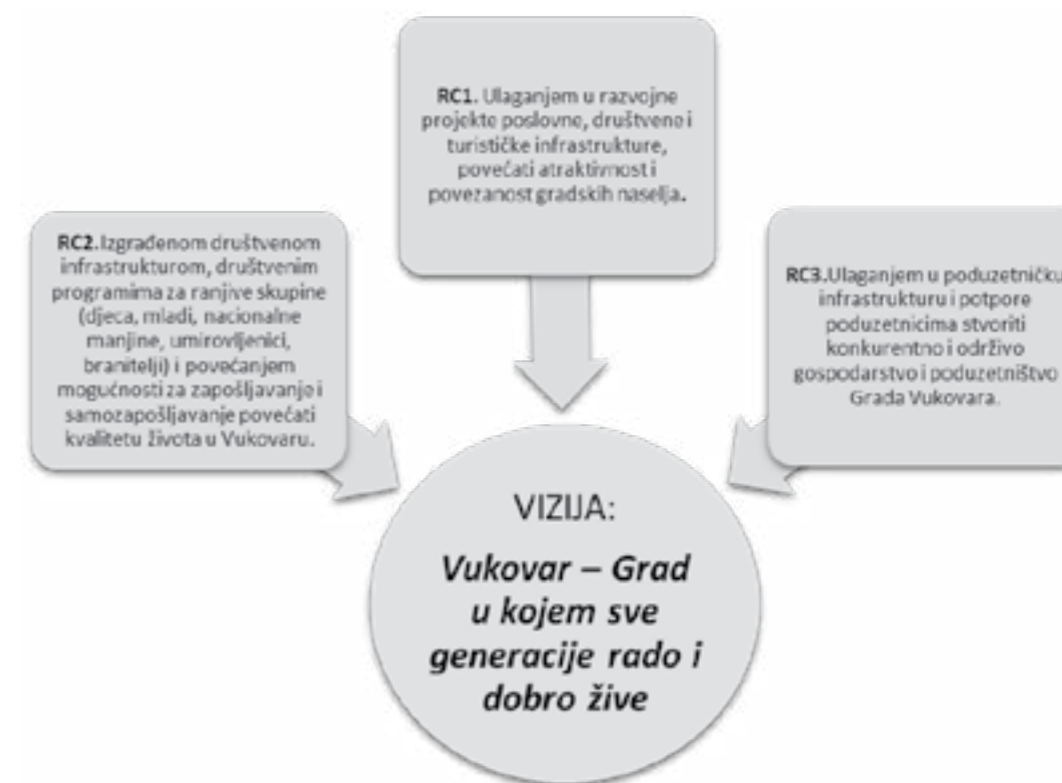 RC1. Ulaganjem u razvojne
projekte poslovne, društvene i
turističke infrastrukture,
povećati atraktivnost i
povezanost gradskih naselja.
RC2.Izgrađenom društvenom
infrastrukturom, društvenim
programima za ranjive skupine
(djeca, mladi, nacionalne
manjine, umirovljenici,
branitelji) i povećanjem
mogućnosti za zapošljavanje i
samozapošljavanje povećati
kvalitetu života u Vukovaru.
RC3.Ulaganjem u poduzetničku
infrastrukturu i potpore
poduzetnicima stvoriti
konkurentno i održivo
gospodarstvo i poduzetništvo
Grada Vukovara.
VIZIJA:
Vukovar – Grad
u kojem sve
generacije rado i
dobro žive